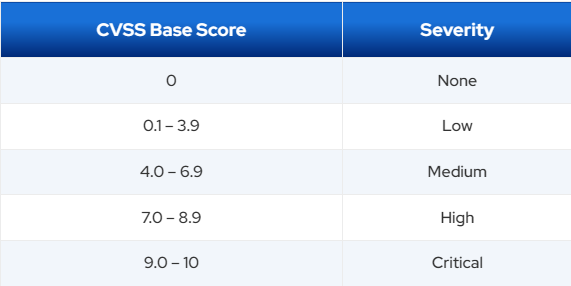 CVSS Base Score Severity
0 None
0.1 – 3.9 Low
4.0 – 6.9 Medium
7.0 – 8.9 High
9.0 – 10 Critical